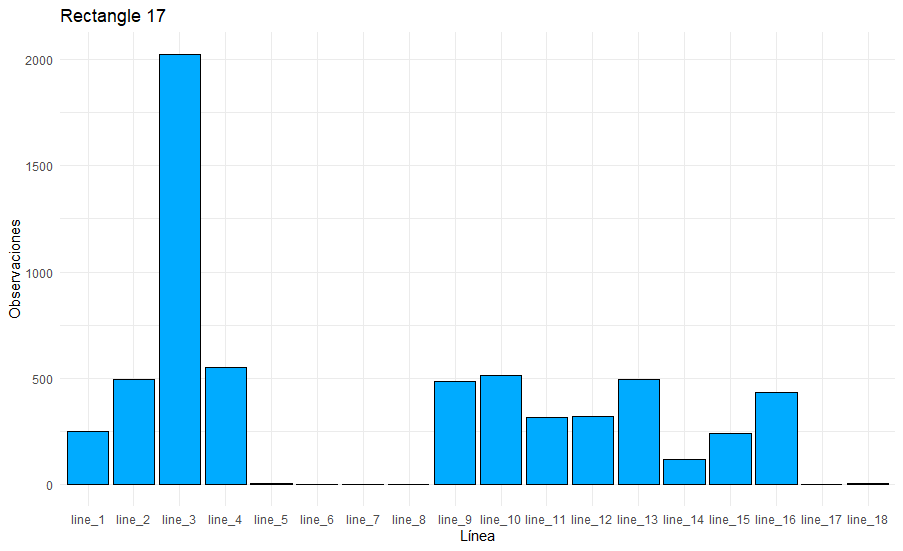 Rectangle 17
Observaciones
2000
1500
1000
500
0
line_1 line_2 line_3 line_4 line_5 line_6 line_7 line_8 line_9 line_10 line_11 line_12 line_13 line_14 line_15 line_16 line_17 line_18
Línea